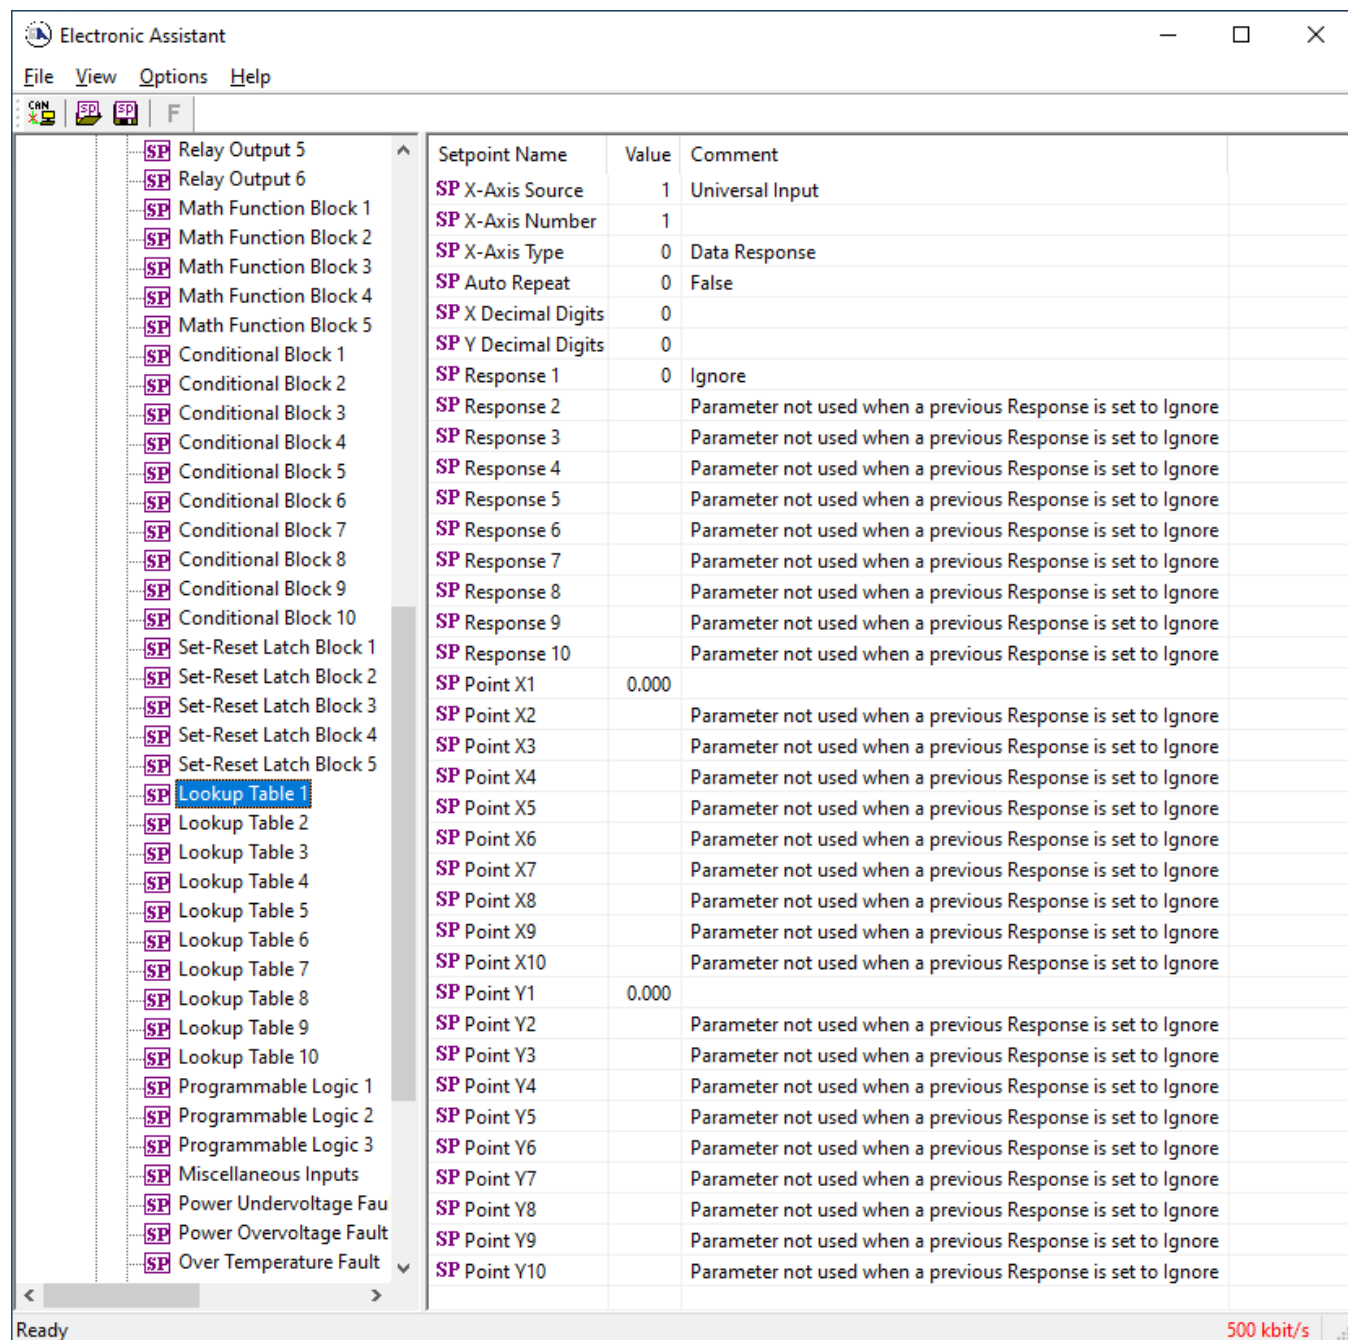 Electronic Assistant
File View Options Help
CAN SP SP F
SP Relay Output 5
SP Relay Output 6
SP Math Function Block 1
SP Math Function Block 2
SP Math Function Block 3
SP Math Function Block 4
SP Math Function Block 5
SP Conditional Block 1
SP Conditional Block 2
SP Conditional Block 3
SP Conditional Block 4
SP Conditional Block 5
SP Conditional Block 6
SP Conditional Block 7
SP Conditional Block 8
SP Conditional Block 9
SP Conditional Block 10
SP Set-Reset Latch Block 1
SP Set-Reset Latch Block 2
SP Set-Reset Latch Block 3
SP Set-Reset Latch Block 4
SP Set-Reset Latch Block 5
SP Lookup Table 1
SP Lookup Table 2
SP Lookup Table 3
SP Lookup Table 4
SP Lookup Table 5
SP Lookup Table 6
SP Lookup Table 7
SP Lookup Table 8
SP Lookup Table 9
SP Lookup Table 10
SP Programmable Logic 1
SP Programmable Logic 2
SP Programmable Logic 3
SP Miscellaneous Inputs
SP Power Undervoltage Fau
SP Power Overvoltage Fault
SP Over Temperature Fault
Setpoint Name Value Comment
SP X-Axis Source 1 Universal Input
SP X-Axis Number 1
SP X-Axis Type 0 Data Response
SP Auto Repeat 0 False
SP X Decimal Digits 0
SP Y Decimal Digits 0
SP Response 1 0 Ignore
SP Response 2 Parameter not used when a previous Response is set to Ignore
SP Response 3 Parameter not used when a previous Response is set to Ignore
SP Response 4 Parameter not used when a previous Response is set to Ignore
SP Response 5 Parameter not used when a previous Response is set to Ignore
SP Response 6 Parameter not used when a previous Response is set to Ignore
SP Response 7 Parameter not used when a previous Response is set to Ignore
SP Response 8 Parameter not used when a previous Response is set to Ignore
SP Response 9 Parameter not used when a previous Response is set to Ignore
SP Response 10 Parameter not used when a previous Response is set to Ignore
SP Point X1 0.000
SP Point X2 Parameter not used when a previous Response is set to Ignore
SP Point X3 Parameter not used when a previous Response is set to Ignore
SP Point X4 Parameter not used when a previous Response is set to Ignore
SP Point X5 Parameter not used when a previous Response is set to Ignore
SP Point X6 Parameter not used when a previous Response is set to Ignore
SP Point X7 Parameter not used when a previous Response is set to Ignore
SP Point X8 Parameter not used when a previous Response is set to Ignore
SP Point X9 Parameter not used when a previous Response is set to Ignore
SP Point X10 Parameter not used when a previous Response is set to Ignore
SP Point Y1 0.000
SP Point Y2 Parameter not used when a previous Response is set to Ignore
SP Point Y3 Parameter not used when a previous Response is set to Ignore
SP Point Y4 Parameter not used when a previous Response is set to Ignore
SP Point Y5 Parameter not used when a previous Response is set to Ignore
SP Point Y6 Parameter not used when a previous Response is set to Ignore
SP Point Y7 Parameter not used when a previous Response is set to Ignore
SP Point Y8 Parameter not used when a previous Response is set to Ignore
SP Point Y9 Parameter not used when a previous Response is set to Ignore
SP Point Y10 Parameter not used when a previous Response is set to Ignore
Ready 500 kbit/s